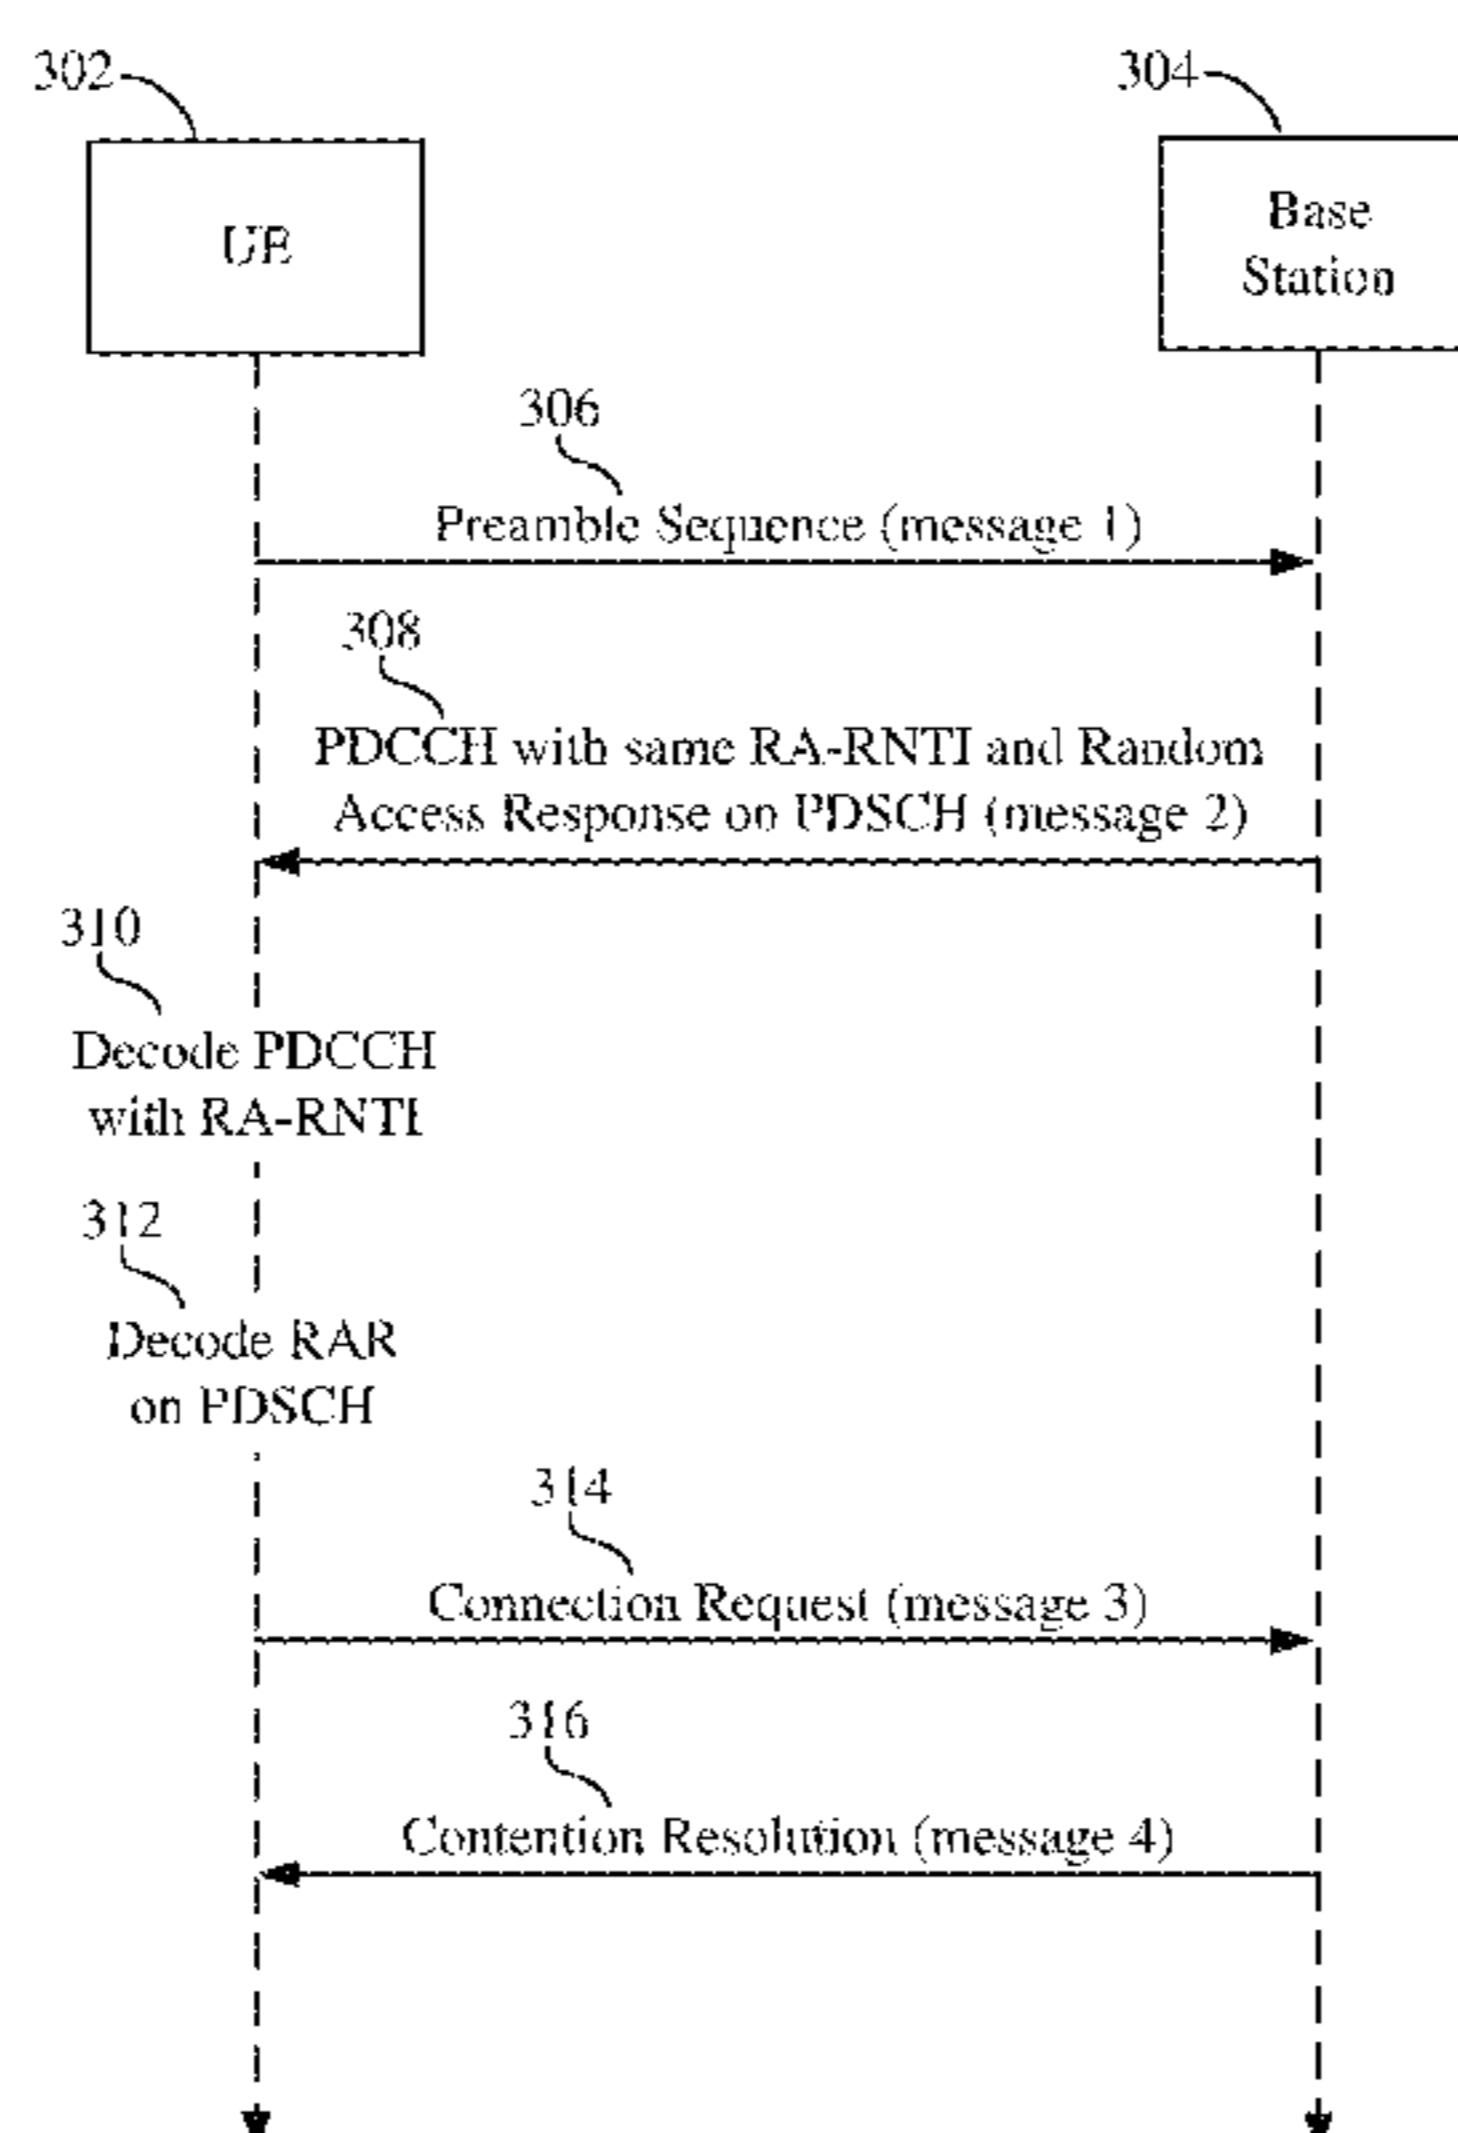 302
304
UE
Base
Station
306
Preamble Sequence (message 1)
308
PDCCH with same RA-RNTI and Random
Access Response on PDSCH (message 2)
310
Decode PDCCH
with RA-RNTI
312
Decode RAR
on PDSCH
314
Connection Request (message 3)
316
Contention Resolution (message 4)